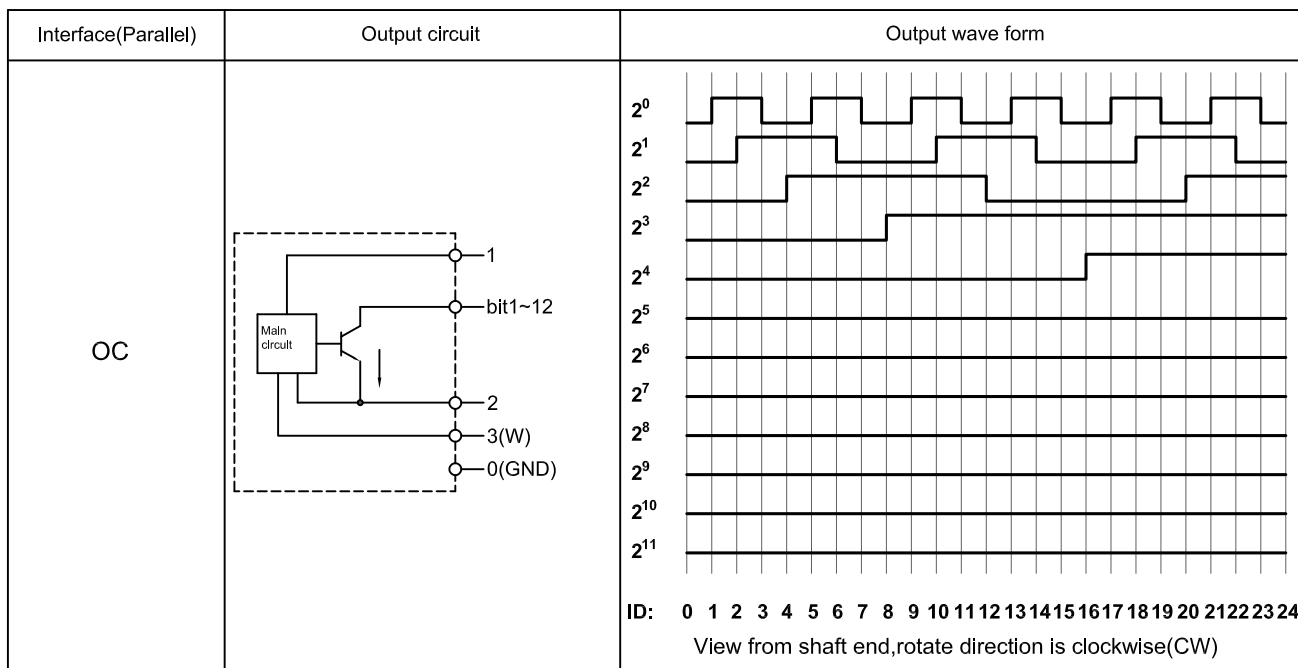 Interface(Parallel)
Output circuit
Output wave form
OC
Main
circuit
1
bit1~12
2
3(W)
0(GND)
2⁰
2¹
2²
2³
2⁴
2⁵
2⁶
2⁷
2⁸
2⁹
2¹⁰
2¹¹
ID: 0 1 2 3 4 5 6 7 8 9 10 11 12 13 14 15 16 17 18 19 20 21 22 23 24
View from shaft end,rotate direction is clockwise(CW)